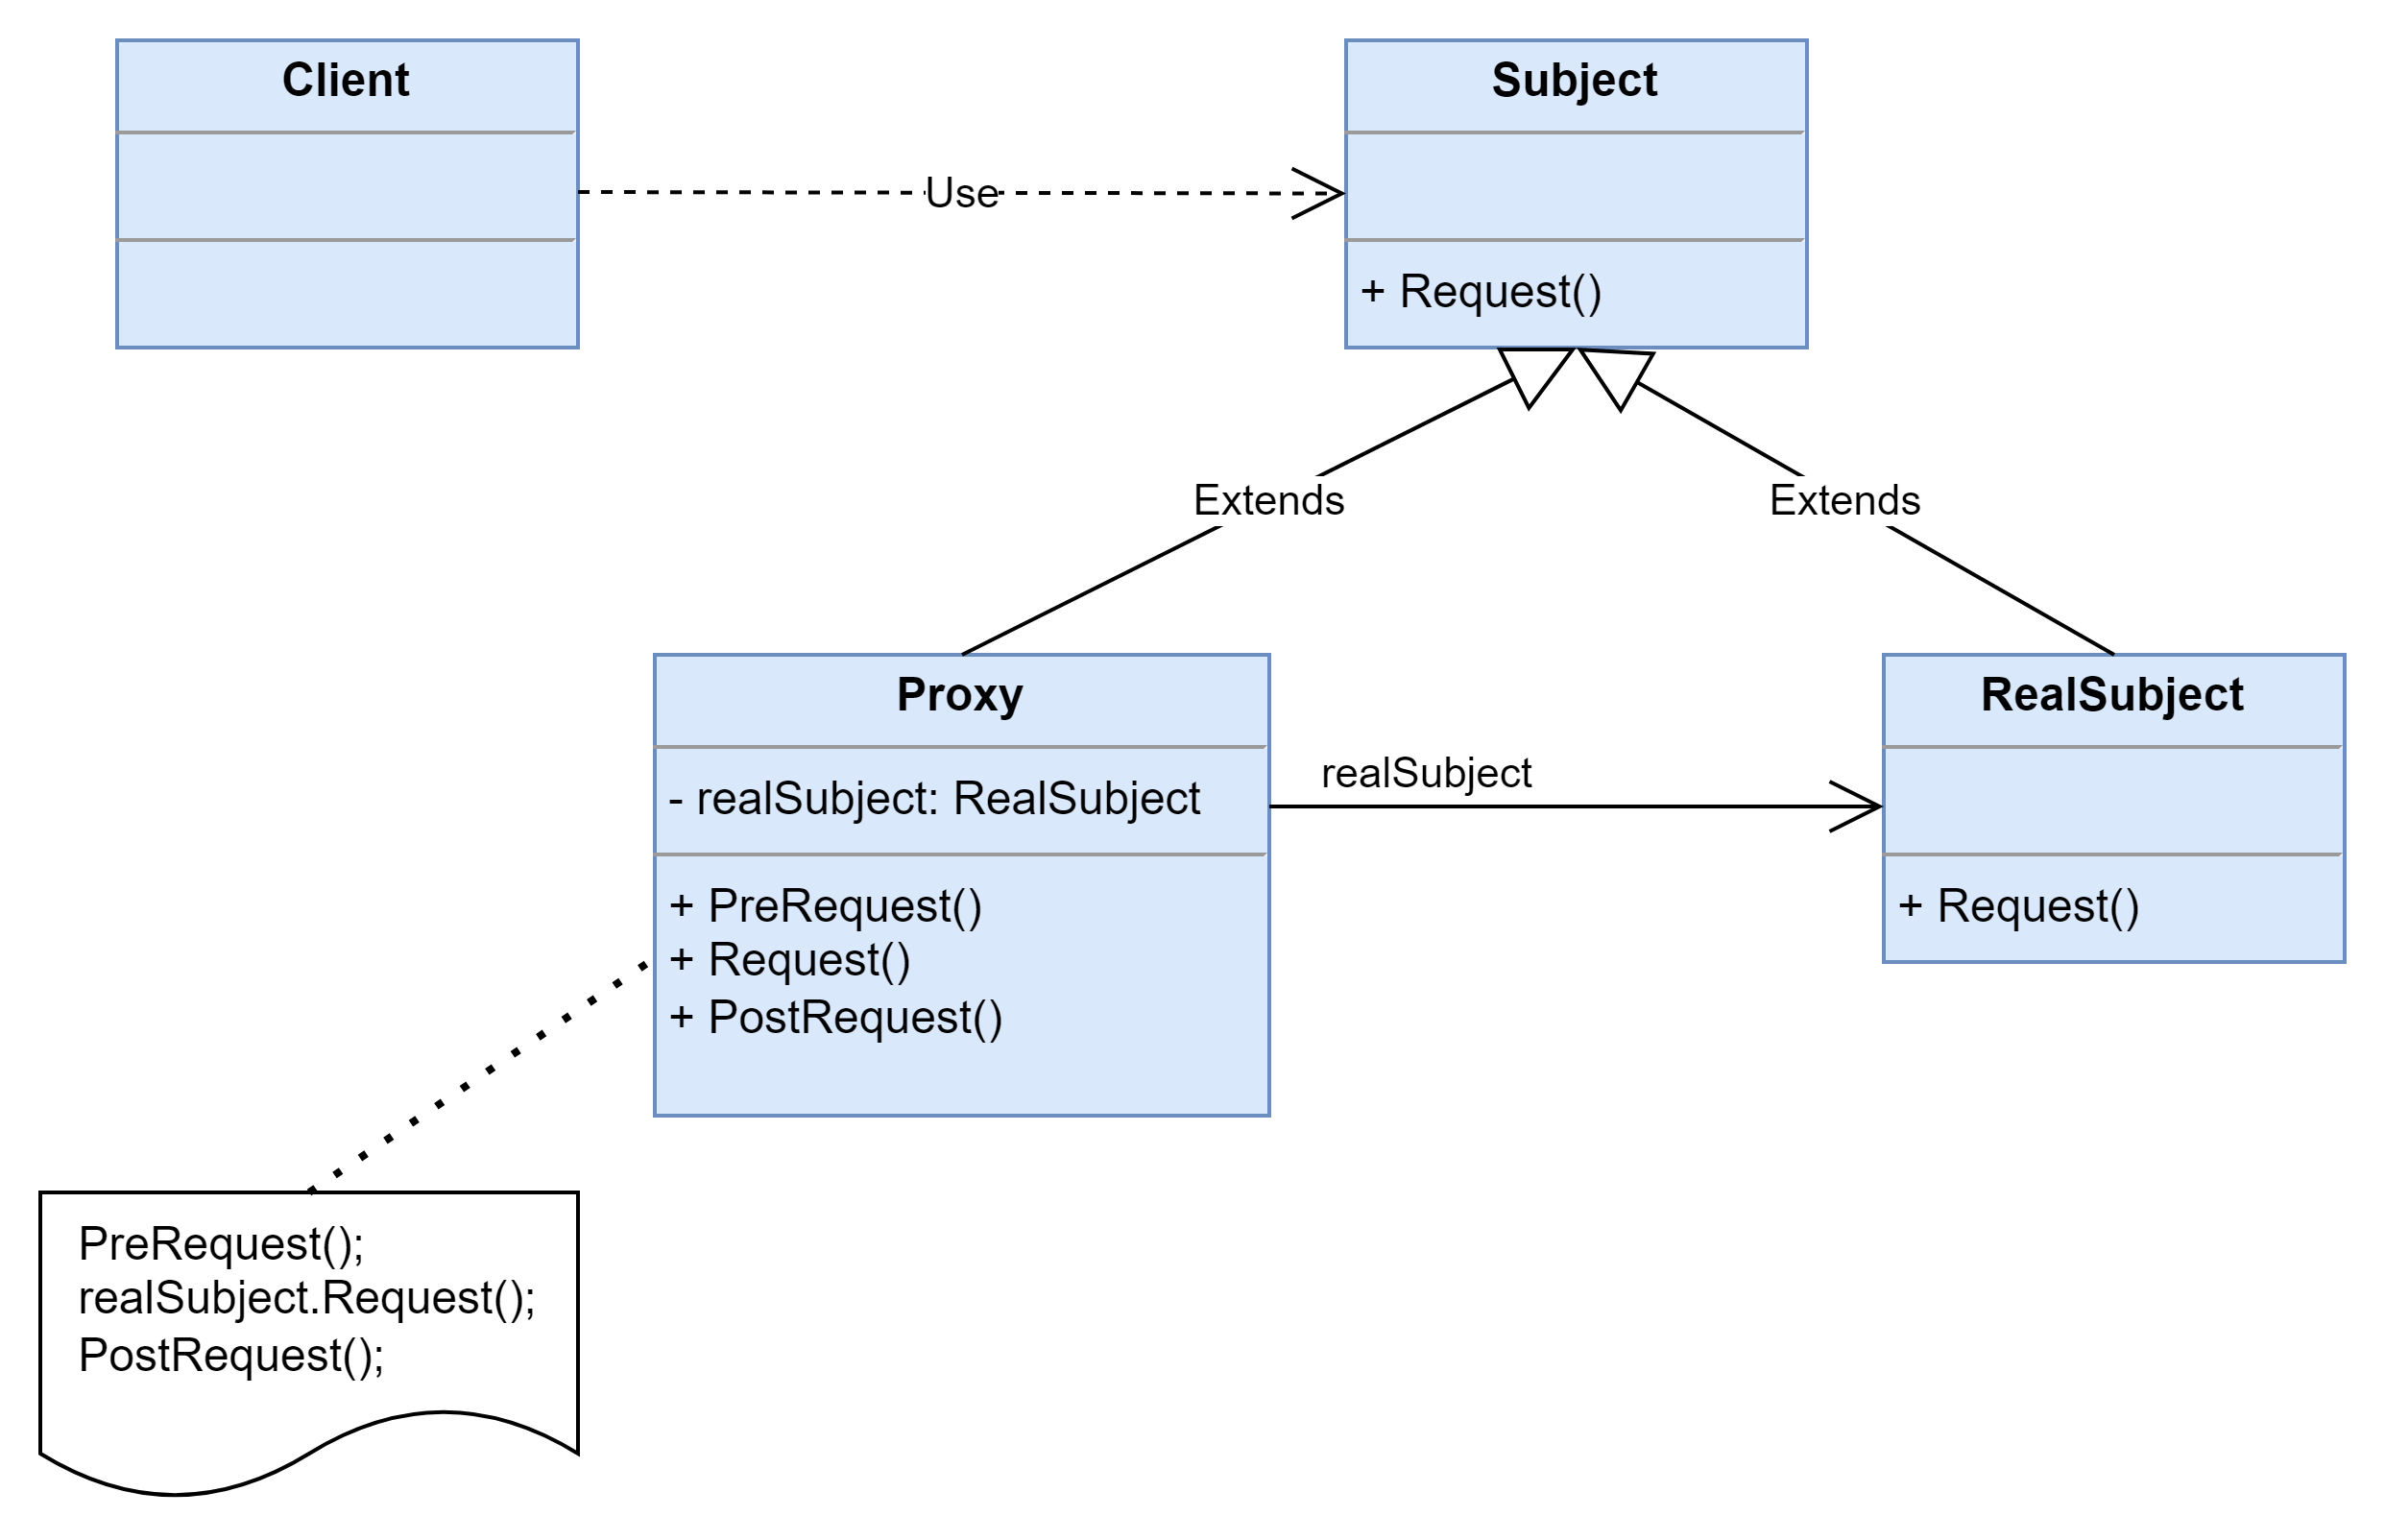 Client
Subject
Use
+ Request()
Extends
Extends
Proxy
- realSubject: RealSubject
+ PreRequest()
+ Request()
+ PostRequest()
realSubject
RealSubject
+ Request()
PreRequest();
realSubject.Request();
PostRequest();